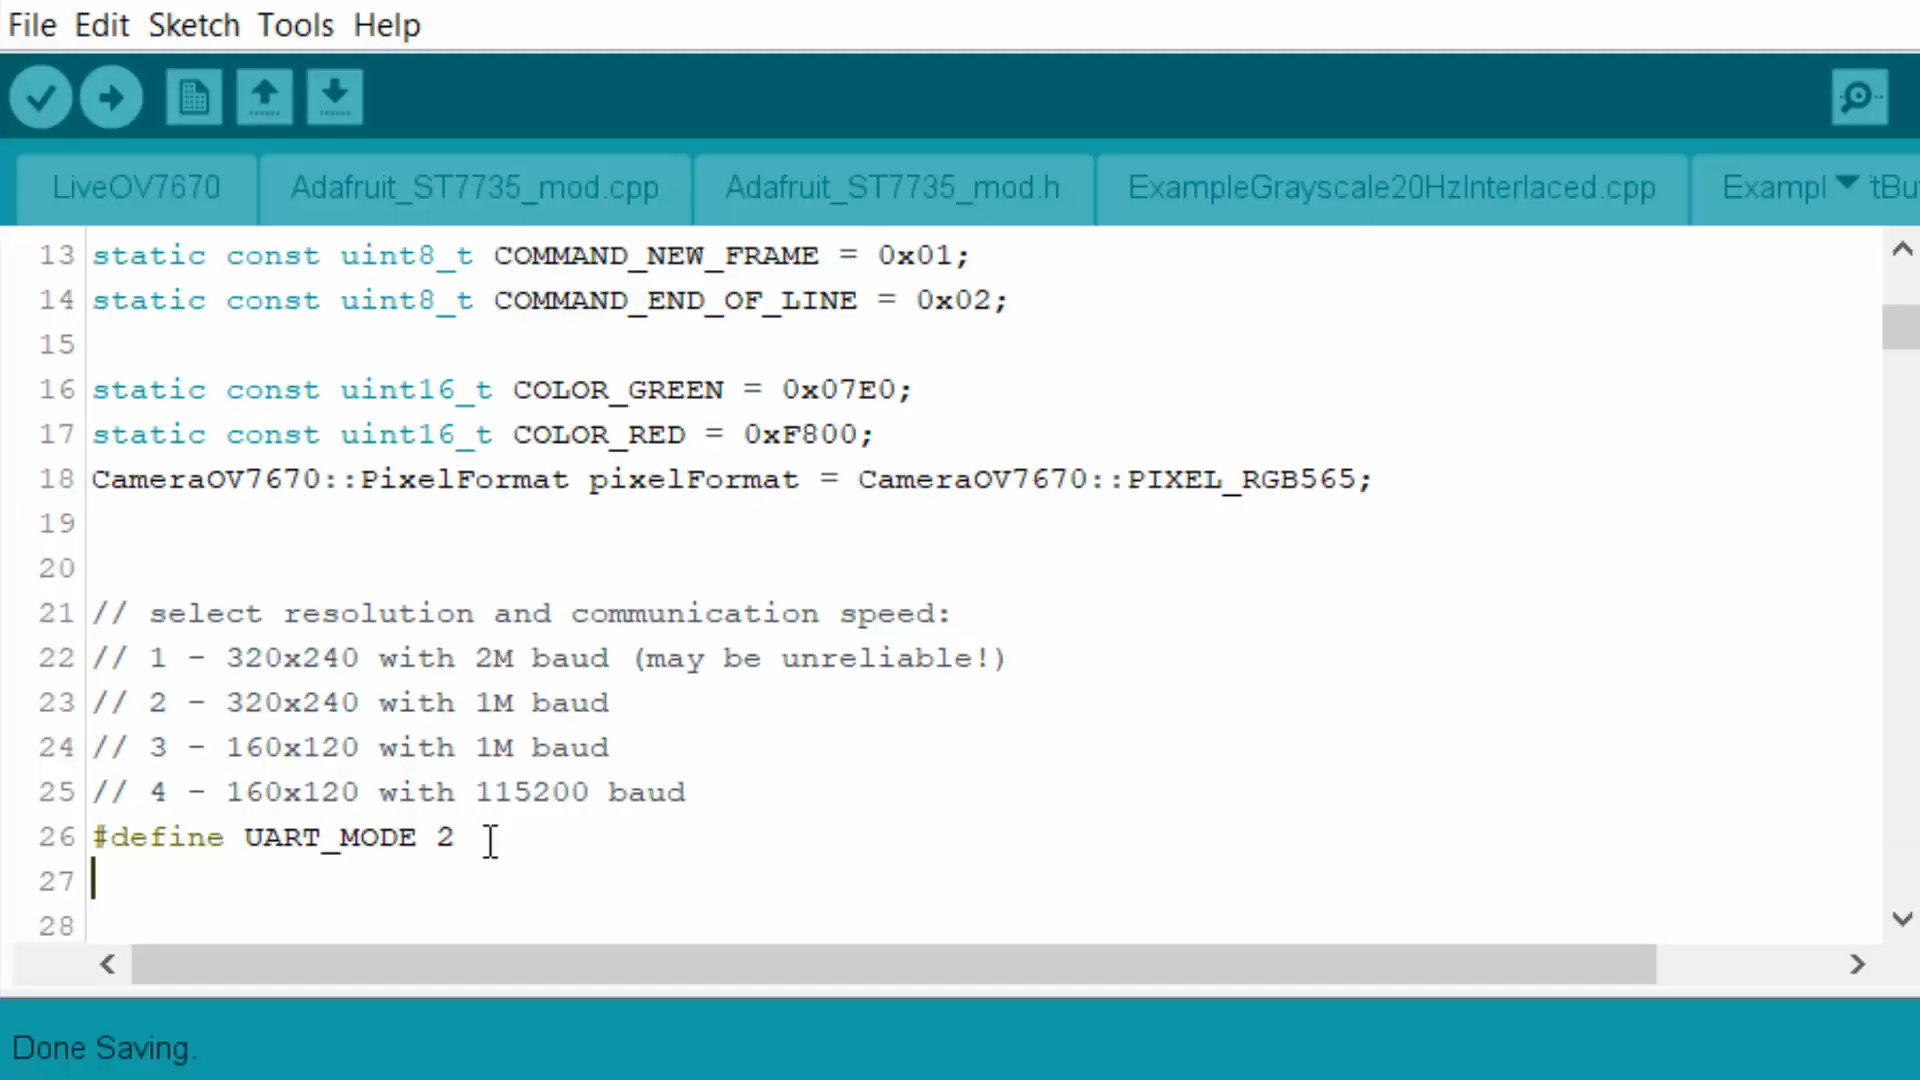 File Edit Sketch Tools Help
LiveOV7670 Adafruit_ST7735_mod.cpp Adafruit_ST7735_mod.h ExampleGrayscale20HzInterlaced.cpp Exampl tBu
13 static const uint8_t COMMAND_NEW_FRAME = 0x01;
14 static const uint8_t COMMAND_END_OF_LINE = 0x02;
15
16 static const uint16_t COLOR_GREEN = 0x07E0;
17 static const uint16_t COLOR_RED = 0xF800;
18 CameraOV7670::PixelFormat pixelFormat = CameraOV7670::PIXEL_RGB565;
19
20
21 // select resolution and communication speed:
22 // 1 - 320x240 with 2M baud (may be unreliable!)
23 // 2 - 320x240 with 1M baud
24 // 3 - 160x120 with 1M baud
25 // 4 - 160x120 with 115200 baud
26 #define UART_MODE 2
27
28
Done Saving.